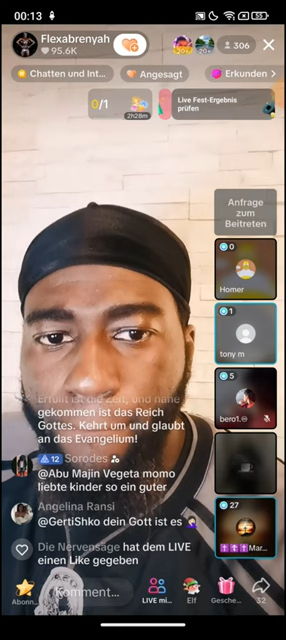 00:13
55
Flexabrenyah
95.6K
20+
306
Chatten und Int...
Angesagt
Erkunden >
0/1
2h28m
Live Fest-Ergebnis
prüfen
Anfrage
zum
Beitreten
0
Homer
1
tony m
5
bero1.
27
Mar...
Erfüllt ist die Zeit, und nahe
gekommen ist das Reich
Gottes. Kehrt um und glaubt
an das Evangelium!
12 Sorodes
@Abu Majin Vegeta momo
liebte kinder so ein guter
Angelina Ransi
@GertiShko dein Gott ist es
Die Nervensäge hat dem LIVE
einen Like gegeben
Abonn...
Komment...
LIVE mi...
Elf
Gesche...
32